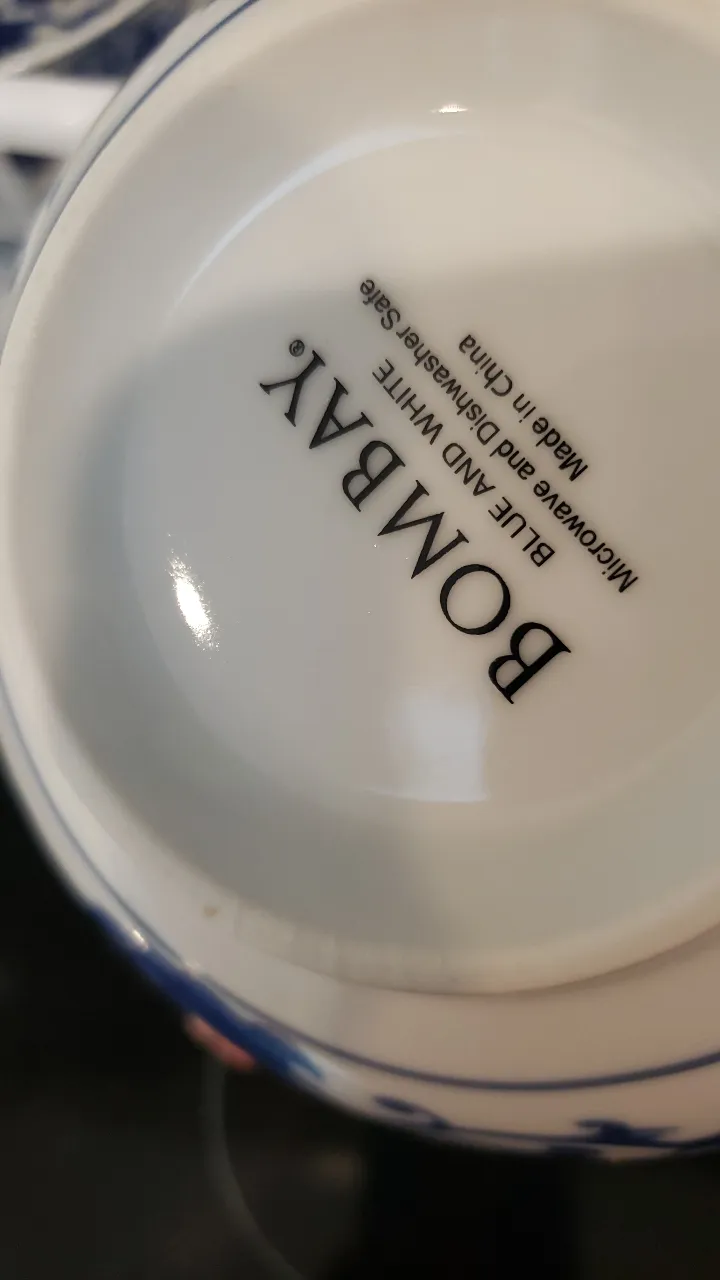 BOMBAY®
BLUE AND WHITE
Microwave and Dishwasher Safe
Made in China